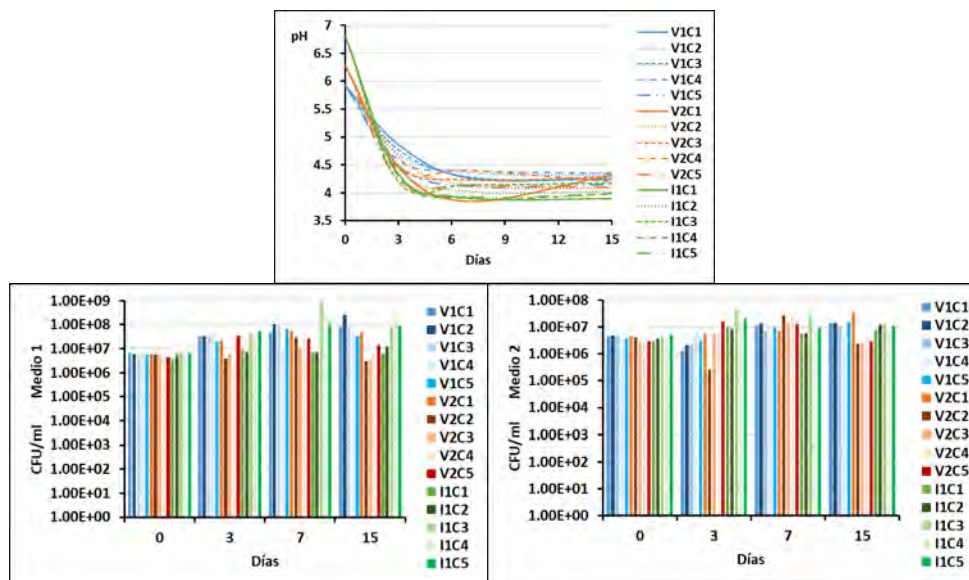 pH
7
6.5
6
5.5
5
4.5
4
3.5
0 3 6 9 12 15
Días
V1C1
V1C2
V1C3
V1C4
V1C5
V2C1
V2C2
V2C3
V2C4
V2C5
I1C1
I1C2
I1C3
I1C4
I1C5
Medio 1
CFU/ml
1.00E+09
1.00E+08
1.00E+07
1.00E+06
1.00E+05
1.00E+04
1.00E+03
1.00E+02
1.00E+01
1.00E+00
0 3 7 15
Días
V1C1
V1C2
V1C3
V1C4
V1C5
V2C1
V2C2
V2C3
V2C4
V2C5
I1C1
I1C2
I1C3
I1C4
I1C5
Medio 2
CFU/ml
1.00E+08
1.00E+07
1.00E+06
1.00E+05
1.00E+04
1.00E+03
1.00E+02
1.00E+01
1.00E+00
0 3 7 15
Días
V1C1
V1C2
V1C3
V1C4
V1C5
V2C1
V2C2
V2C3
V2C4
V2C5
I1C1
I1C2
I1C3
I1C4
I1C5